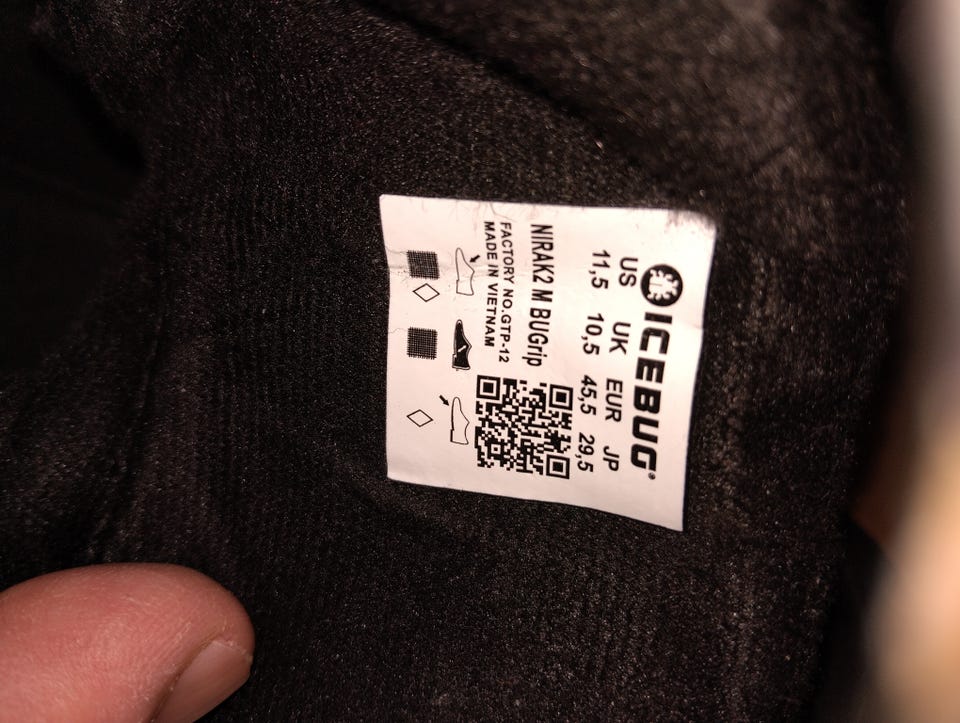 ICEBUG®
US UK EUR JP
11,5 10,5 45,5 29,5
NIRAK2 M BUGrip
FACTORY NO.GTP-12
MADE IN VIETNAM